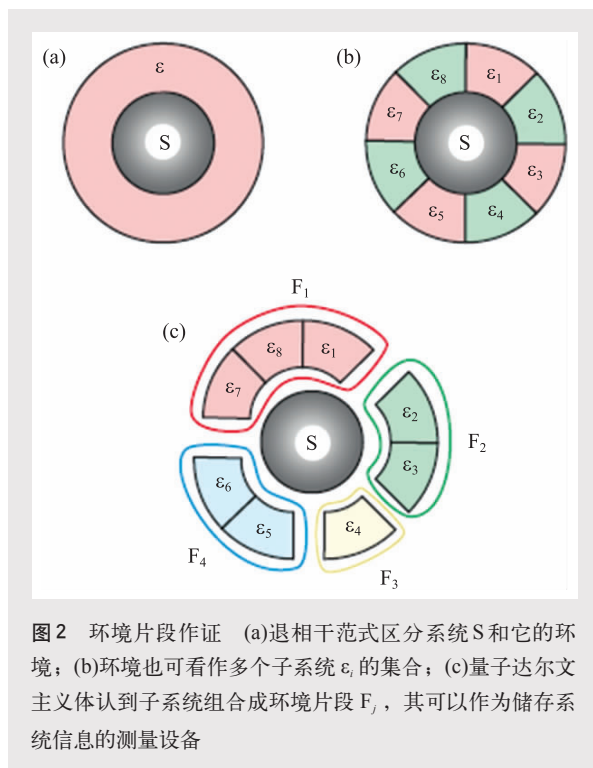 (a)
ε
S
(b)
ε8
ε1
ε7
ε2
S
ε6
ε3
ε5
ε4
F1
(c)
ε8
ε1
ε7
ε2
S
F2
ε3
ε6
ε5
ε4
F4
F3
图2 环境片段作证 (a)退相干范式区分系统S和它的环
境；(b)环境也可看作多个子系统 εi 的集合；(c)量子达尔文
主义体认到子系统组合成环境片段 Fj ，其可以作为储存系
统信息的测量设备